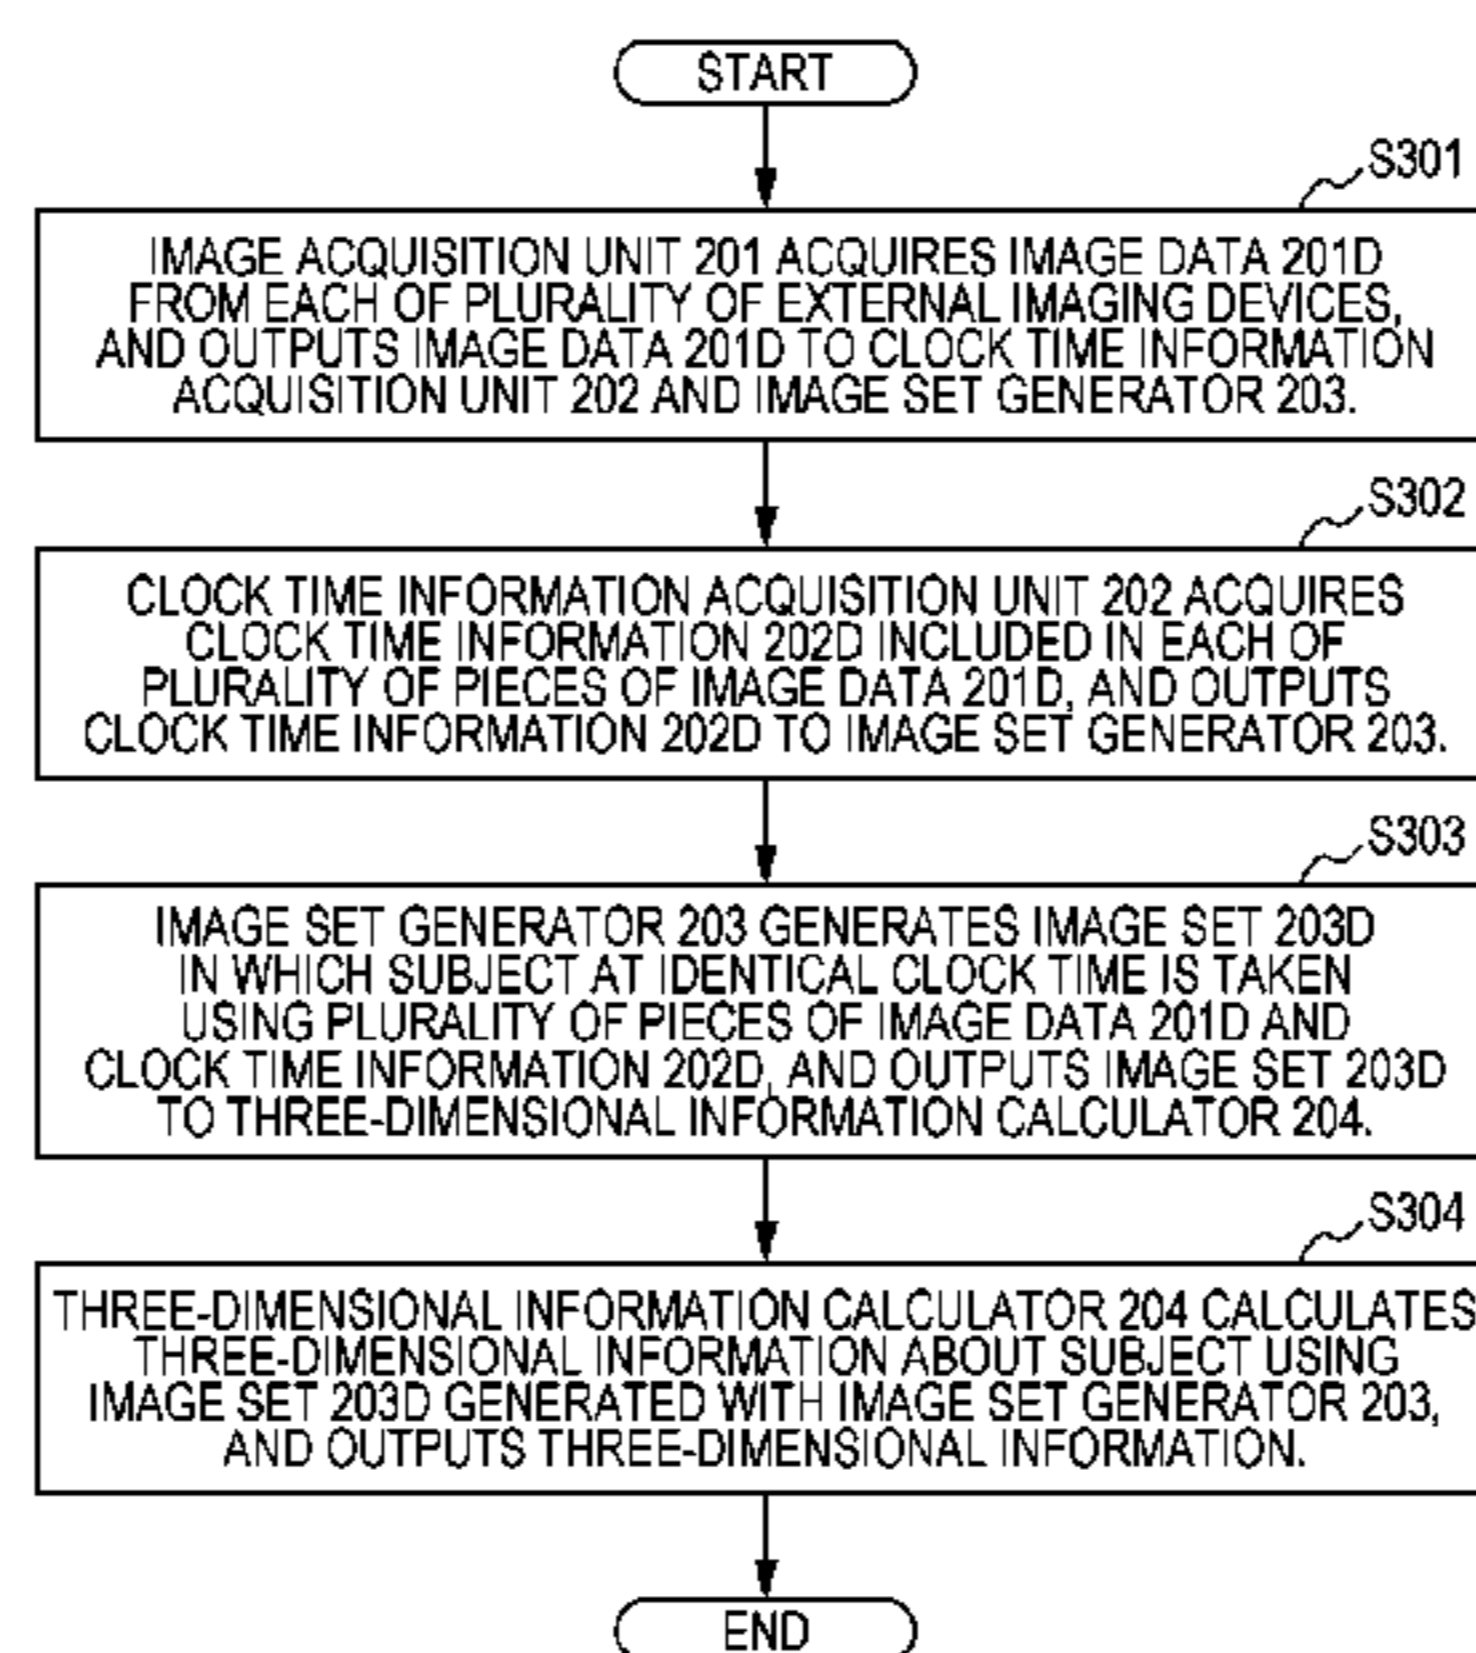 START
S301
IMAGE ACQUISITION UNIT 201 ACQUIRES IMAGE DATA 201D
FROM EACH OF PLURALITY OF EXTERNAL IMAGING DEVICES,
AND OUTPUTS IMAGE DATA 201D TO CLOCK TIME INFORMATION
ACQUISITION UNIT 202 AND IMAGE SET GENERATOR 203.
S302
CLOCK TIME INFORMATION ACQUISITION UNIT 202 ACQUIRES
CLOCK TIME INFORMATION 202D INCLUDED IN EACH OF
PLURALITY OF PIECES OF IMAGE DATA 201D, AND OUTPUTS
CLOCK TIME INFORMATION 202D TO IMAGE SET GENERATOR 203.
S303
IMAGE SET GENERATOR 203 GENERATES IMAGE SET 203D
IN WHICH SUBJECT AT IDENTICAL CLOCK TIME IS TAKEN
USING PLURALITY OF PIECES OF IMAGE DATA 201D AND
CLOCK TIME INFORMATION 202D, AND OUTPUTS IMAGE SET 203D
TO THREE-DIMENSIONAL INFORMATION CALCULATOR 204.
S304
THREE-DIMENSIONAL INFORMATION CALCULATOR 204 CALCULATES
THREE-DIMENSIONAL INFORMATION ABOUT SUBJECT USING
IMAGE SET 203D GENERATED WITH IMAGE SET GENERATOR 203,
AND OUTPUTS THREE-DIMENSIONAL INFORMATION.
END